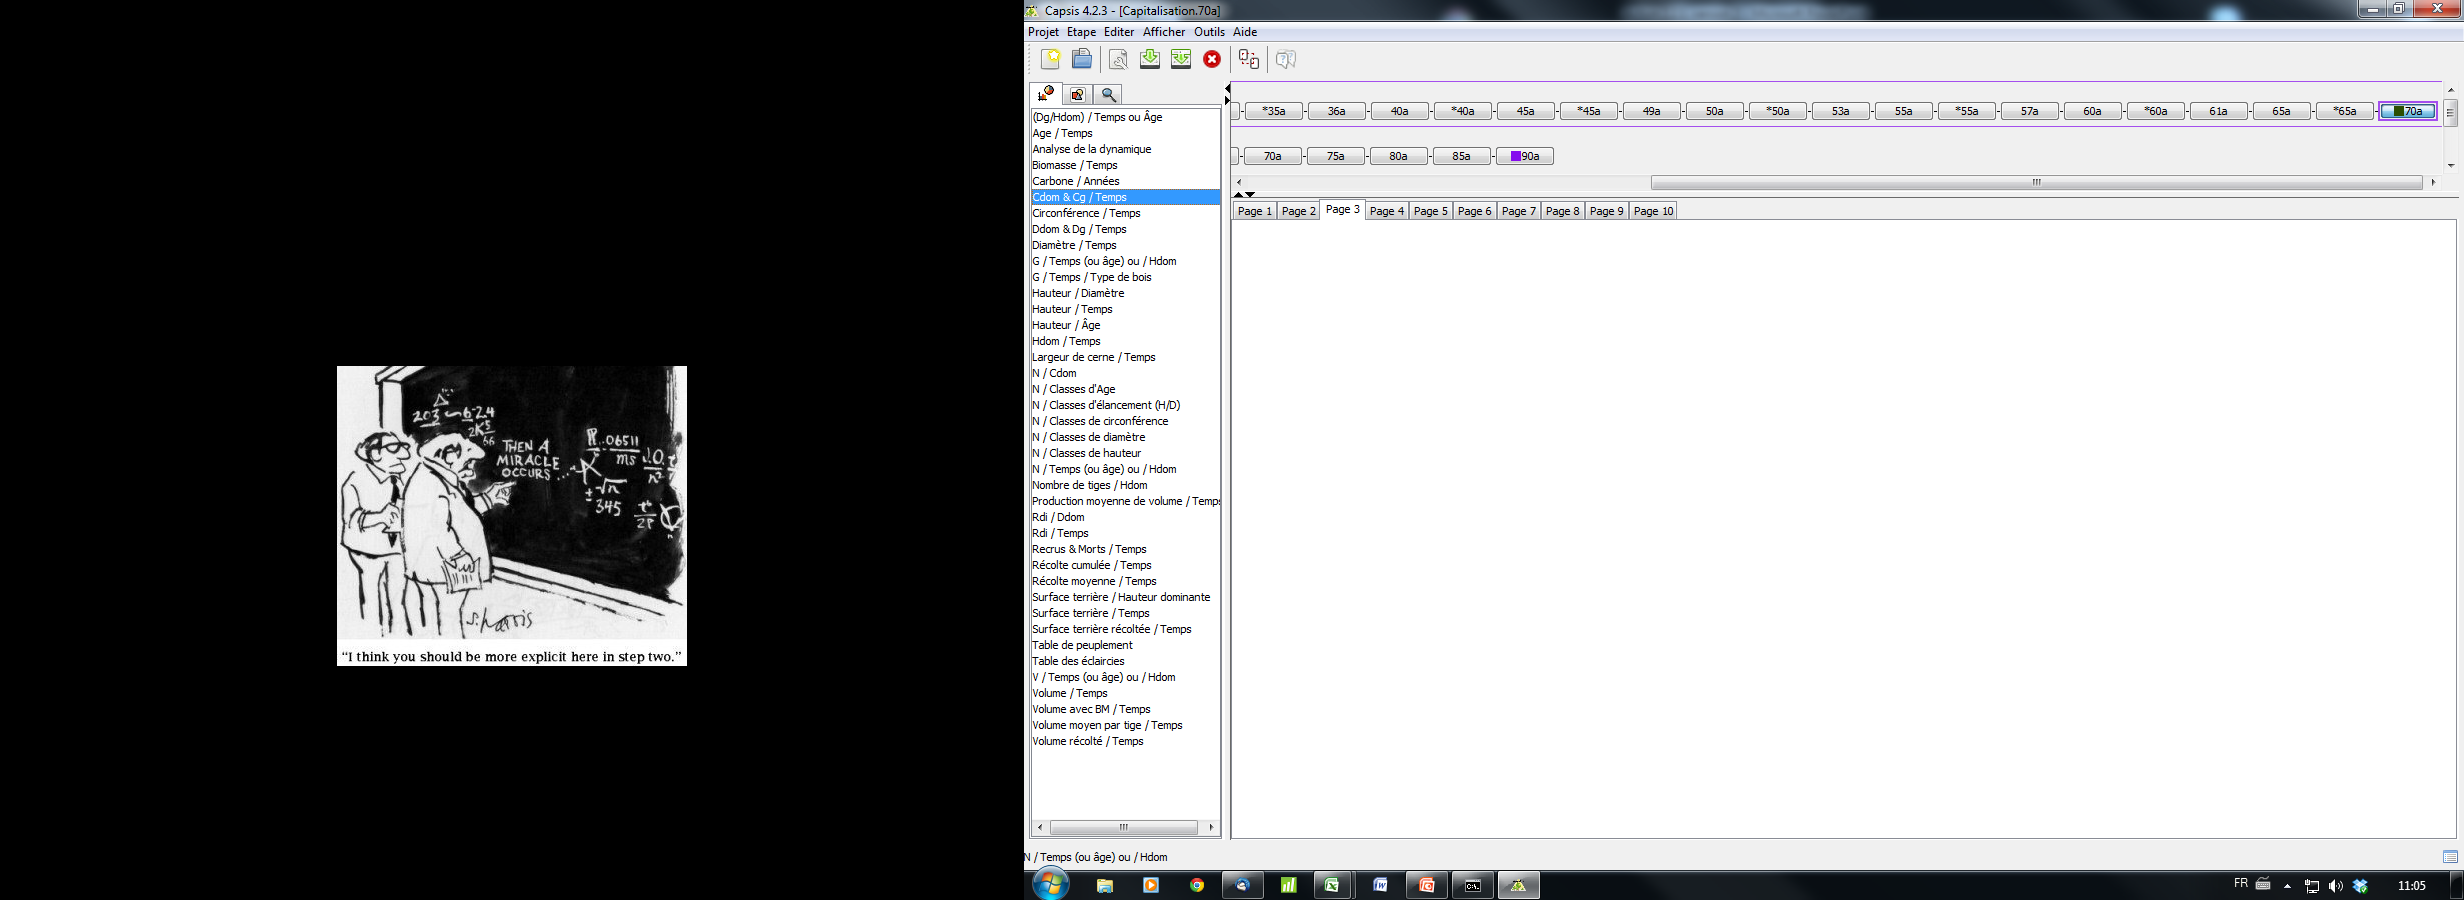 203 6-24
2K5
66
THEN A
MIRACLE
OCCURS...
.06511
ms
√n
345
S. Harris
“I think you should be more explicit here in step two.”
Capsis 4.2.3 - [Capitalisation.70a]
Projet Etape Editer Afficher Outils Aide
(Dg/Hdom) / Temps ou Âge
Age / Temps
Analyse de la dynamique
Biomasse / Temps
Carbone / Années
Cdom & Cg / Temps
Circonférence / Temps
Ddom & Dg / Temps
Diamètre / Temps
G / Temps (ou âge) ou / Hdom
G / Temps / Type de bois
Hauteur / Diamètre
Hauteur / Temps
Hauteur / Âge
Hdom / Temps
Largeur de cerne / Temps
N / Cdom
N / Classes d'Age
N / Classes d'élancement (H/D)
N / Classes de circonférence
N / Classes de diamètre
N / Classes de hauteur
N / Temps (ou âge) ou / Hdom
Nombre de tiges / Hdom
Production moyenne de volume / Temps
Rdi / Ddom
Rdi / Temps
Recrus & Morts / Temps
Récolte cumulée / Temps
Récolte moyenne / Temps
Surface terrière / Hauteur dominante
Surface terrière / Temps
Surface terrière récoltée / Temps
Table de peuplement
Table des éclaircies
V / Temps (ou âge) ou / Hdom
Volume / Temps
Volume avec BM / Temps
Volume moyen par tige / Temps
Volume récolté / Temps
*35a 36a 40a *40a 45a *45a 49a 50a *50a 53a 55a *55a 57a 60a *60a 61a 65a *65a 70a
70a 75a 80a 85a 90a
Page 1 Page 2 Page 3 Page 4 Page 5 Page 6 Page 7 Page 8 Page 9 Page 10
N / Temps (ou âge) ou / Hdom
FR 11:05